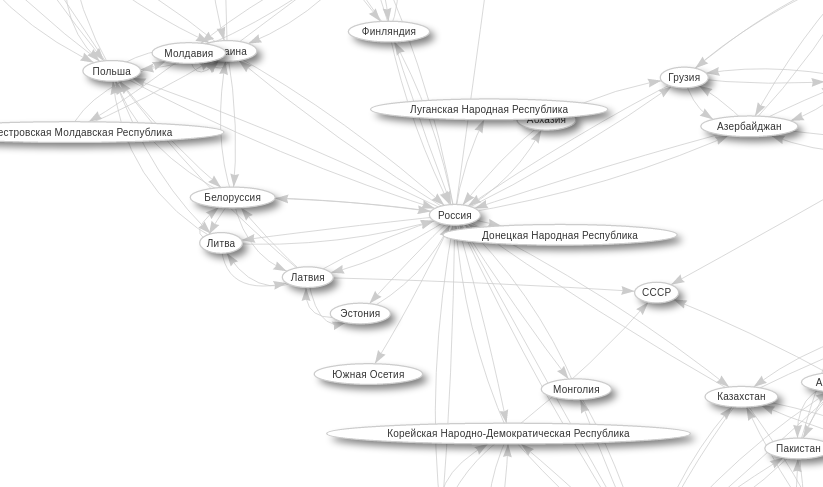 Финляндия
Молдавия
аина
Польша
Грузия
Луганская Народная Республика
Абхазия
Азербайджан
естровская Молдавская Республика
Белоруссия
Россия
Донецкая Народная Республика
Литва
Латвия
СССР
Эстония
Южная Осетия
А
Монголия
Казахстан
Корейская Народно-Демократическая Республика
Пакистан